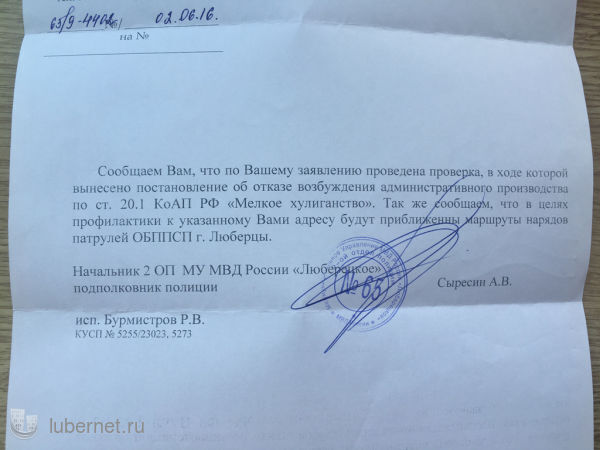 65/9-4402 02.06.16.
на №
Сообщаем Вам, что по Вашему заявлению проведена проверка, в ходе которой
вынесено постановление об отказе возбуждения административного производства
по ст. 20.1 КоАП РФ «Мелкое хулиганство». Так же сообщаем, что в целях
профилактики к указанному Вами адресу будут приближенны маршруты нарядов
патрулей ОБППСП г. Люберцы.
Начальник 2 ОП МУ МВД России «Люберецкое»
подполковник полиции Сыресин А.В.
№ 65
исп. Бурмистров Р.В.
КУСП № 5255/23023, 5273
lubernet.ru